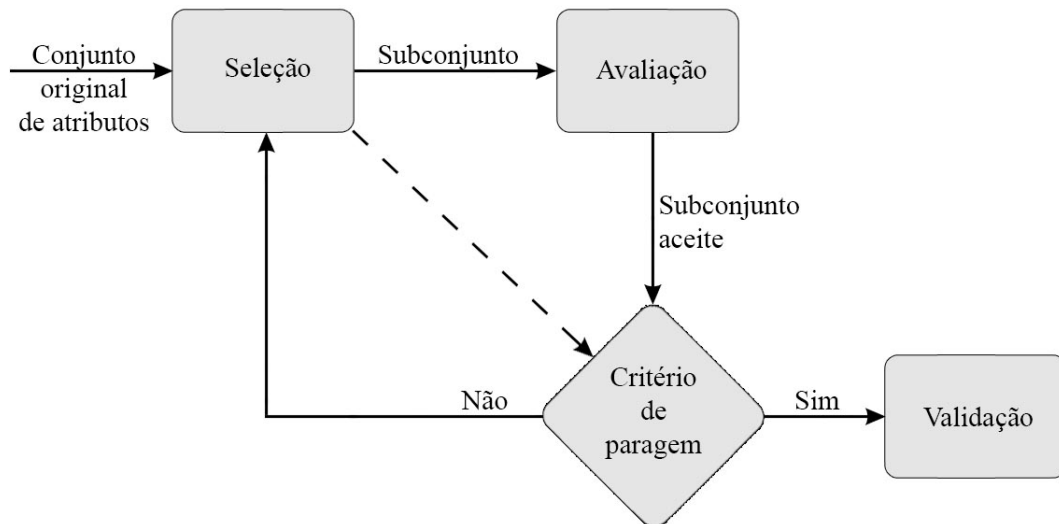 Conjunto
original
de atributos
Seleção
Subconjunto
Avaliação
Subconjunto
aceite
Critério
de
paragem
Não
Sim
Validação